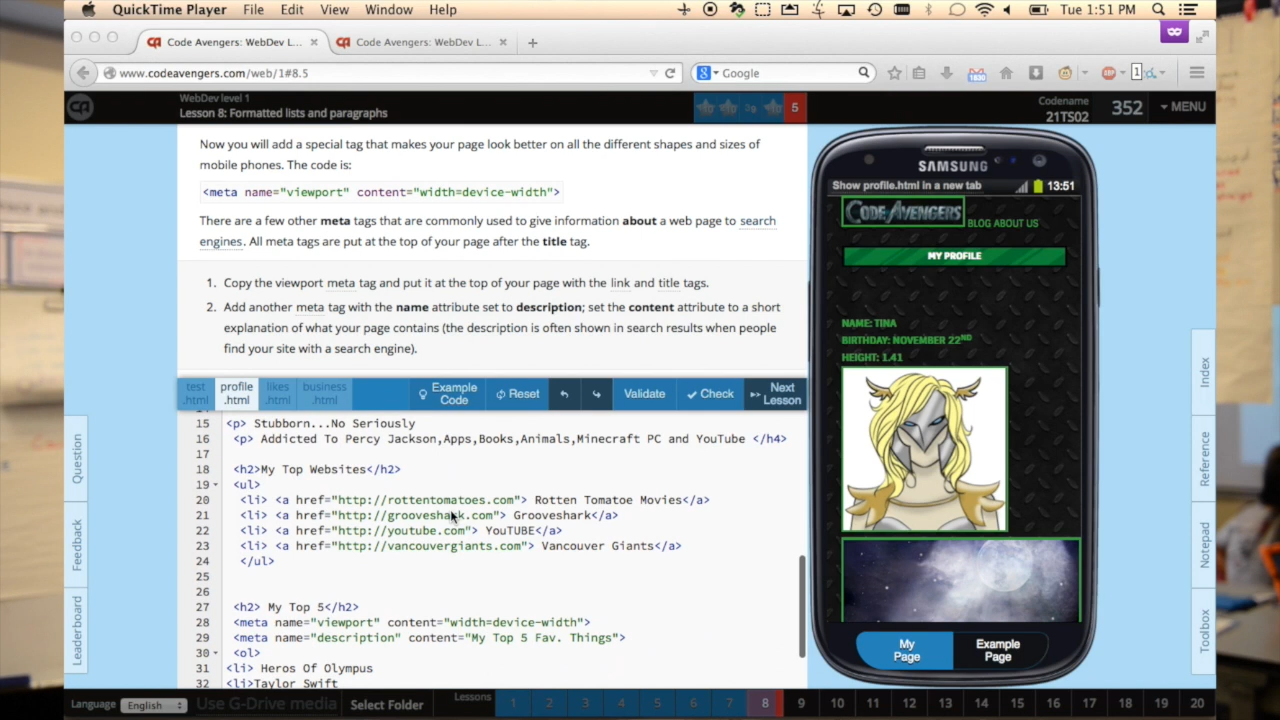 QuickTime Player File Edit View Window Help Tue 1:51 PM
Code Avengers: WebDev L... Code Avengers: WebDev L...
www.codeavengers.com/web/1#8.5 Google
WebDev level 1
Lesson 8: Formatted lists and paragraphs
5
Codename
21TS02
352
MENU
Now you will add a special tag that makes your page look better on all the different shapes and sizes of
mobile phones. The code is:
<meta name="viewport" content="width=device-width">
There are a few other meta tags that are commonly used to give information about a web page to search
engines. All meta tags are put at the top of your page after the title tag.
1. Copy the viewport meta tag and put it at the top of your page with the link and title tags.
2. Add another meta tag with the name attribute set to description; set the content attribute to a short
explanation of what your page contains (the description is often shown in search results when people
find your site with a search engine).
test .html
profile .html
likes .html
business .html
Example Code
Reset
Validate
Check
Next Lesson
15 <p> Stubborn...No Seriously
16 <p> Addicted To Percy Jackson,Apps,Books,Animals,Minecraft PC and YouTube </h4>
17
18 <h2>My Top Websites</h2>
19 <ul>
20 <li> <a href="http://rottentomatoes.com"> Rotten Tomatoe Movies</a>
21 <li> <a href="http://grooveshark.com"> Grooveshark</a>
22 <li> <a href="http://youtube.com"> YouTUBE</a>
23 <li> <a href="http://vancouvergiants.com"> Vancouver Giants</a>
24 </ul>
25
26
27 <h2> My Top 5</h2>
28 <meta name="viewport" content="width=device-width">
29 <meta name="description" content="My Top 5 Fav. Things">
30 <ol>
31 <li> Heros Of Olympus
32 <li>Taylor Swift
SAMSUNG
Show profile.html in a new tab 13:51
CODE AVENGERS BLOG ABOUT US
MY PROFILE
NAME: TINA
BIRTHDAY: NOVEMBER 22ND
HEIGHT: 1.41
My Page
Example Page
Question
Feedback
Leaderboard
Index
Reference
Notepad
Toolbox
Language English Use G-Drive media Select Folder Lessons 1 2 3 4 5 6 7 8 9 10 11 12 13 14 15 16 17 18 19 20